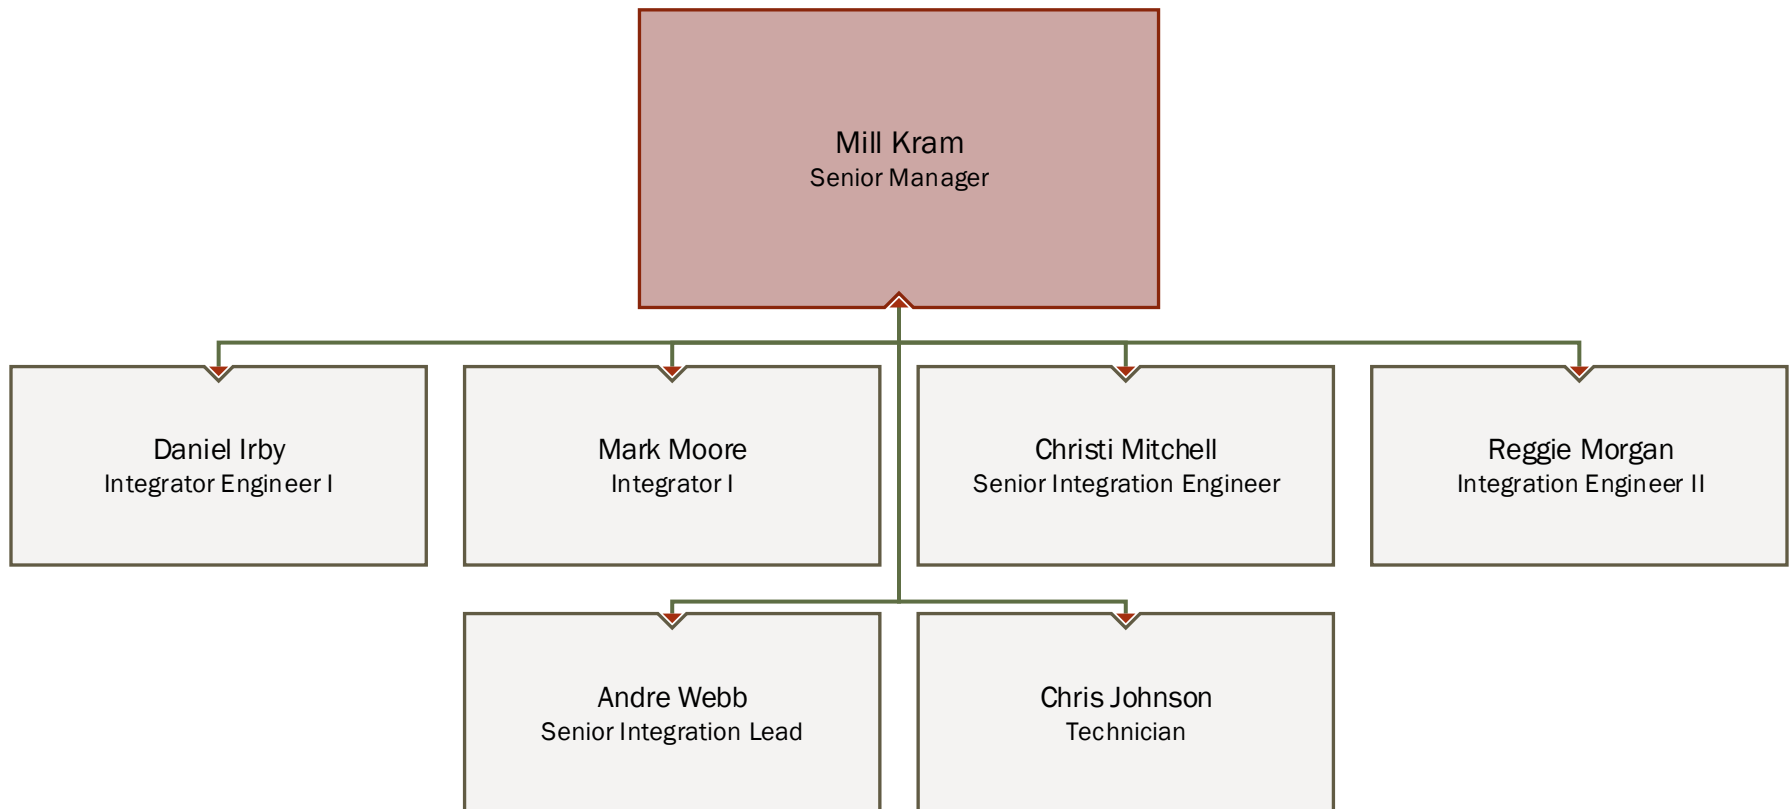 Mill Kram
Senior Manager
Daniel Irby
Integrator Engineer I
Mark Moore
Integrator I
Christi Mitchell
Senior Integration Engineer
Reggie Morgan
Integration Engineer II
Andre Webb
Senior Integration Lead
Chris Johnson
Technician